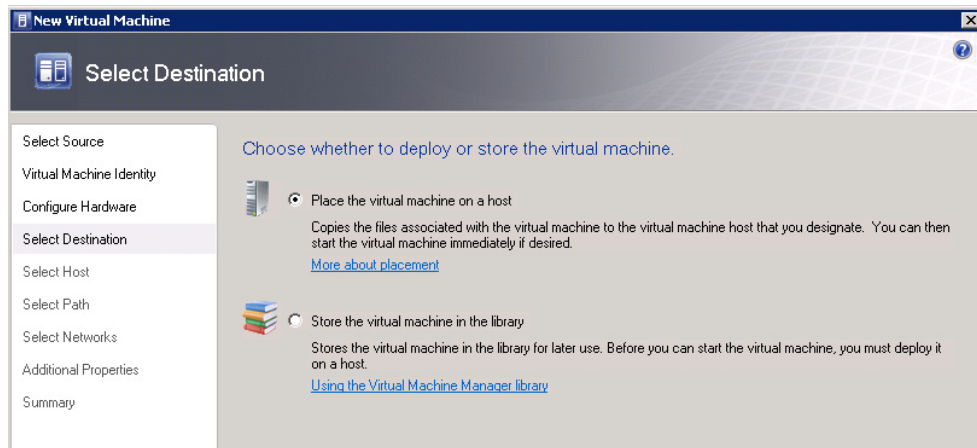 New Virtual Machine
Select Destination
Select Source
Virtual Machine Identity
Configure Hardware
Select Destination
Select Host
Select Path
Select Networks
Additional Properties
Summary
Choose whether to deploy or store the virtual machine.
Place the virtual machine on a host
Copies the files associated with the virtual machine to the virtual machine host that you designate. You can then
start the virtual machine immediately if desired.
More about placement
Store the virtual machine in the library
Stores the virtual machine in the library for later use. Before you can start the virtual machine, you must deploy it
on a host.
Using the Virtual Machine Manager library